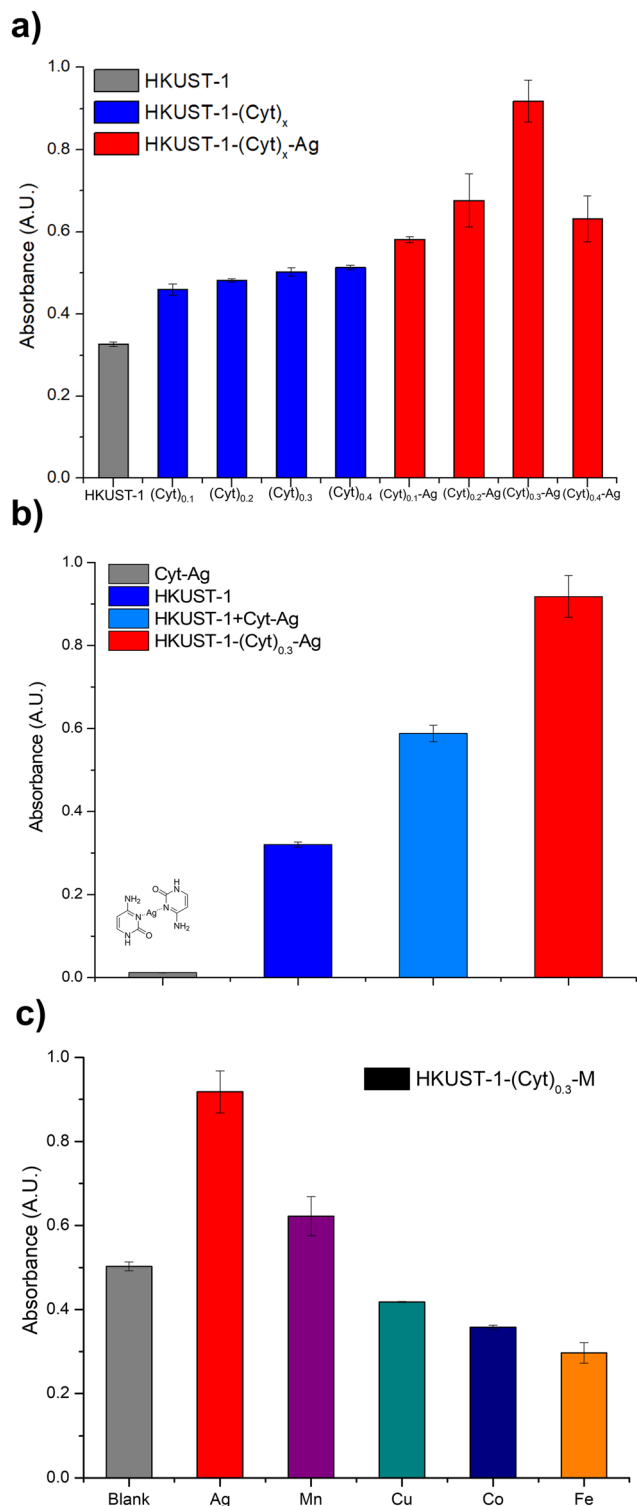 a)
HKUST-1
HKUST-1-(Cyt)x
HKUST-1-(Cyt)x-Ag
Absorbance (A.U.)
1.0
0.8
0.6
0.4
0.2
0.0
HKUST-1 (Cyt)0.1 (Cyt)0.2 (Cyt)0.3 (Cyt)0.4 (Cyt)0.1-Ag (Cyt)0.2-Ag (Cyt)0.3-Ag (Cyt)0.4-Ag
b)
Cyt-Ag
HKUST-1
HKUST-1+Cyt-Ag
HKUST-1-(Cyt)0.3-Ag
Absorbance (A.U.)
1.0
0.8
0.6
0.4
0.2
0.0
NH2
N
Ag
N
O
N
H
O
H
N
NH2
c)
HKUST-1-(Cyt)0.3-M
Absorbance (A.U.)
1.0
0.8
0.6
0.4
0.2
0.0
Blank Ag Mn Cu Co Fe